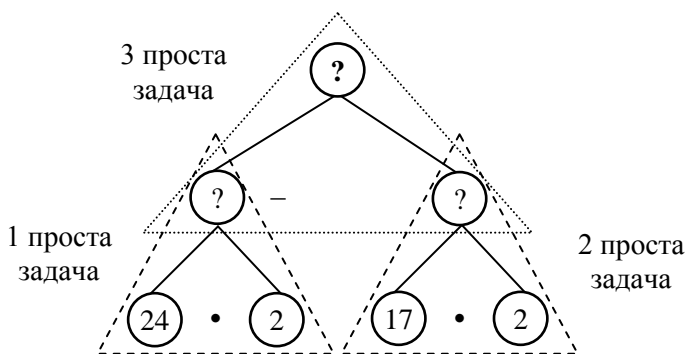 3 проста
задача
?
? – ?
1 проста
задача
2 проста
задача
24 • 2 17 • 2